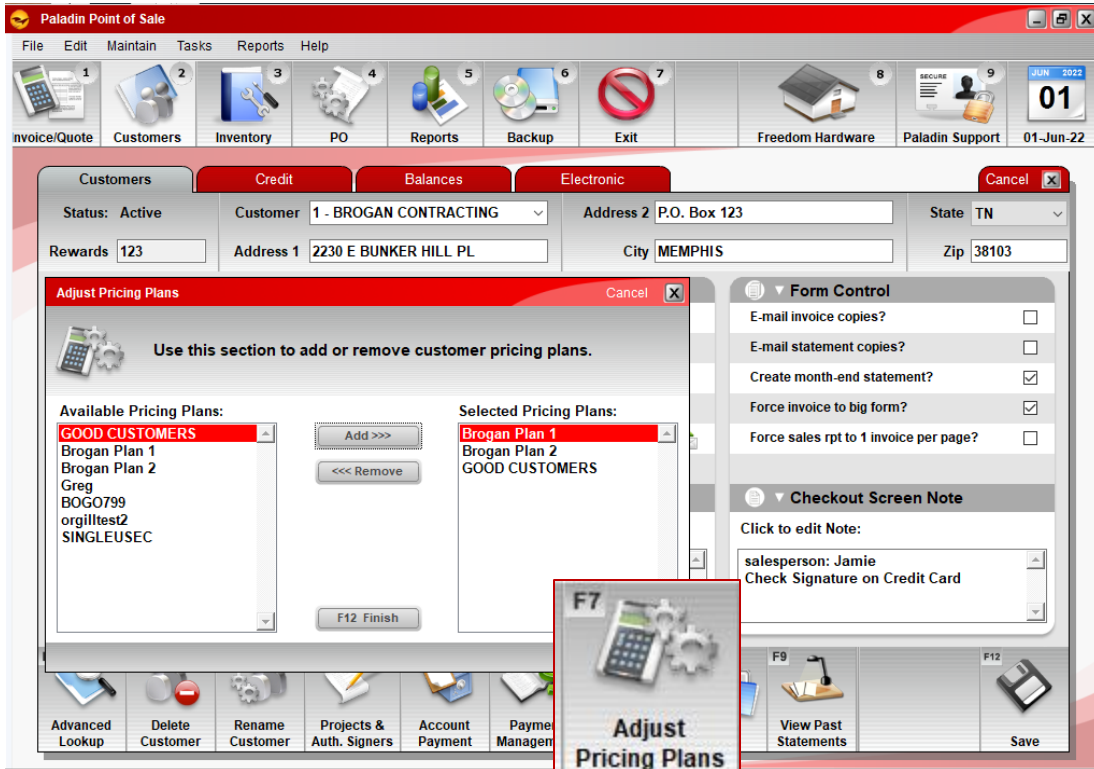 Paladin Point of Sale
File Edit Maintain Tasks Reports Help
1 2 3 4 5 6 7 8 SECURE 9 JUN 2022
01
nvoice/Quote Customers Inventory PO Reports Backup Exit Freedom Hardware Paladin Support 01-Jun-22
Customers Credit Balances Electronic Cancel X
Status: Active Customer 1 - BROGAN CONTRACTING Address 2 P.O. Box 123 State TN
Rewards 123 Address 1 2230 E BUNKER HILL PL City MEMPHIS Zip 38103
Adjust Pricing Plans Cancel X
Use this section to add or remove customer pricing plans.
Available Pricing Plans:
GOOD CUSTOMERS
Brogan Plan 1
Brogan Plan 2
Greg
BOGO799
orgilltest2
SINGLEUSEC
Add >>>
<<< Remove
F12 Finish
Selected Pricing Plans:
Brogan Plan 1
Brogan Plan 2
GOOD CUSTOMERS
Form Control
E-mail invoice copies?
E-mail statement copies?
Create month-end statement?
Force invoice to big form?
Force sales rpt to 1 invoice per page?
Checkout Screen Note
Click to edit Note:
salesperson: Jamie
Check Signature on Credit Card
F7
Adjust
Pricing Plans
F9 F12
Advanced Lookup
Delete Customer
Rename Customer
Projects & Auth. Signers
Account Payment
Paymen Managem
View Past Statements
Save